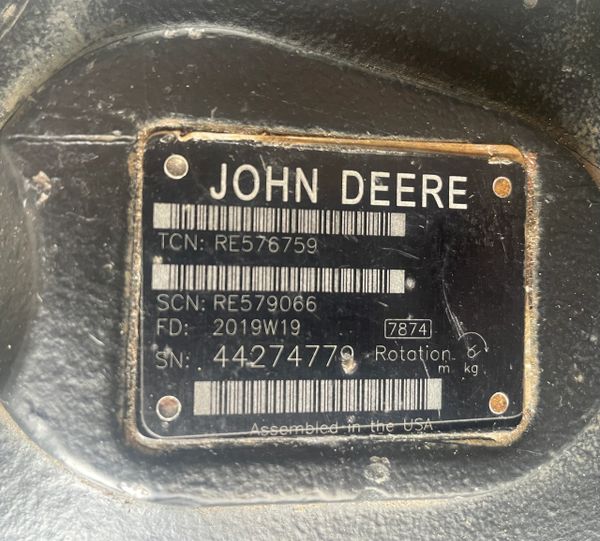 JOHN DEERE
TCN: RE576759
SCN: RE579066
FD: 2019W19 7874
SN: 44274779 Rotation
m kg
Assembled in the USA